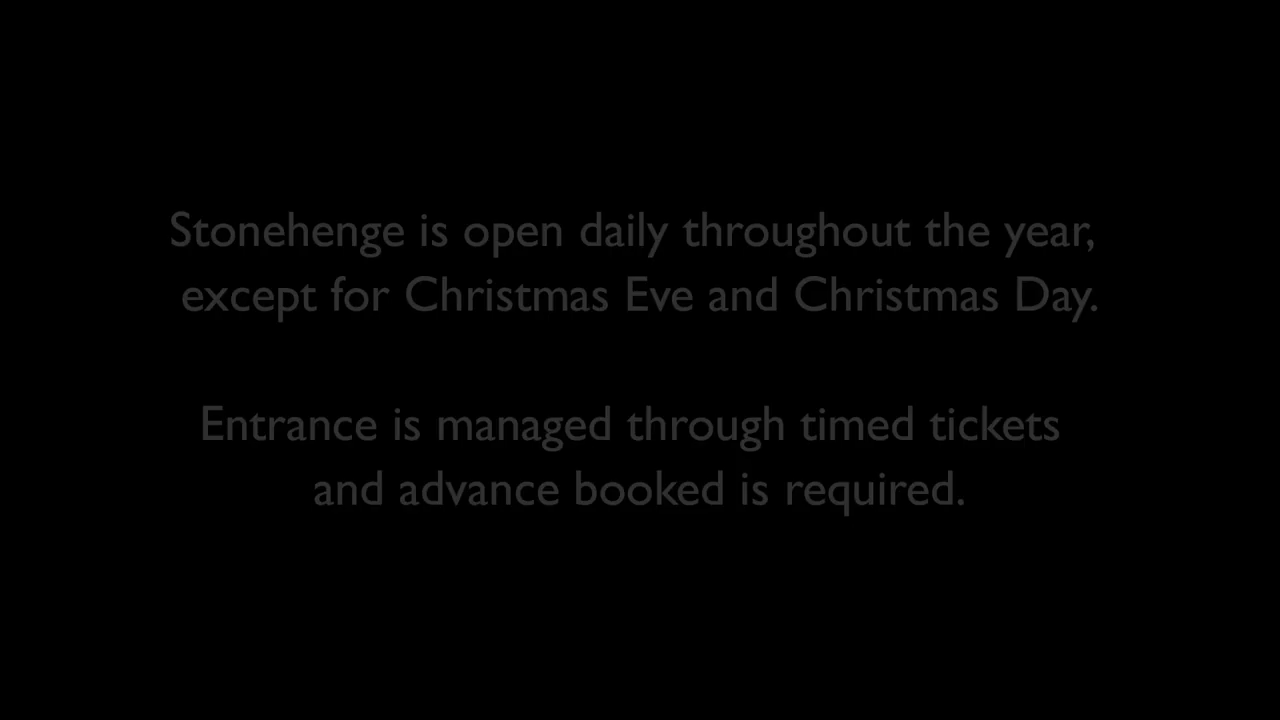 Stonehenge is open daily throughout the year,
except for Christmas Eve and Christmas Day.
Entrance is managed through timed tickets
and advance booked is required.